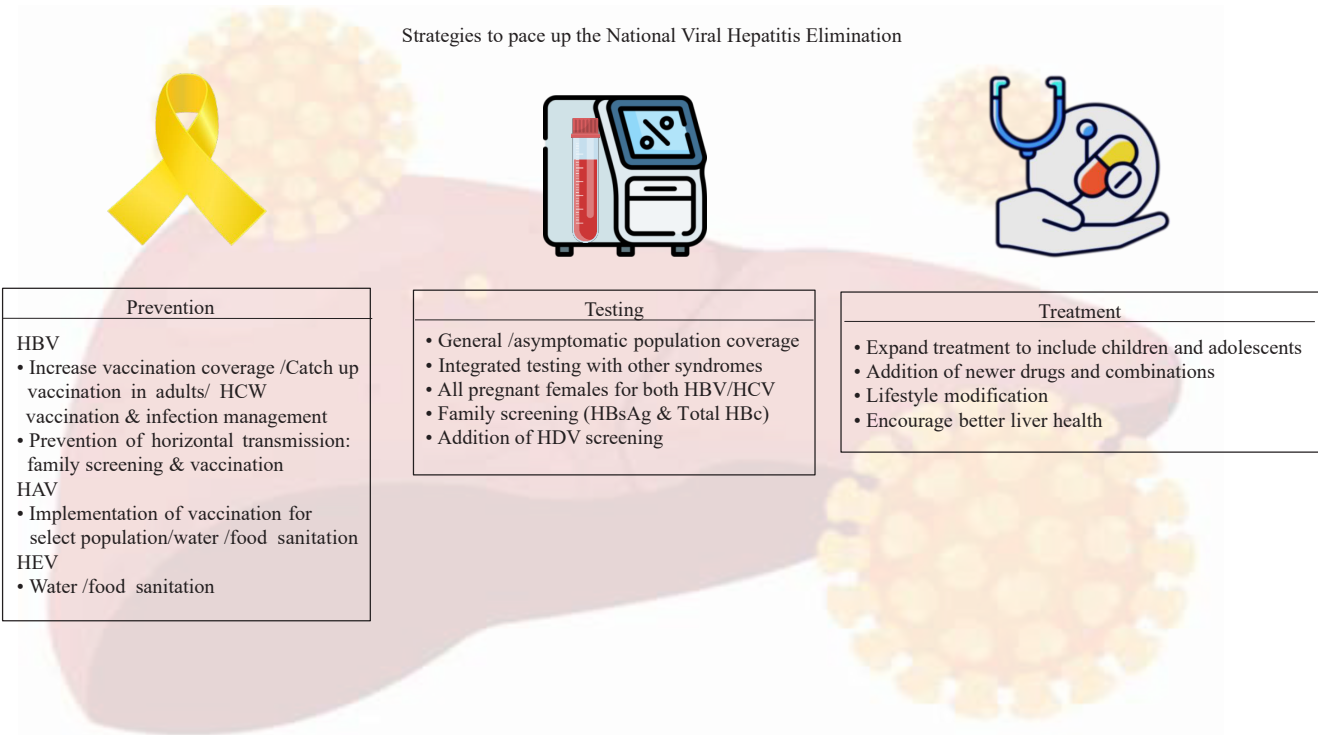 Strategies to pace up the National Viral Hepatitis Elimination
Prevention
HBV
• Increase vaccination coverage /Catch up
vaccination in adults/ HCW
vaccination & infection management
• Prevention of horizontal transmission:
family screening & vaccination
HAV
• Implementation of vaccination for
select population/water /food sanitation
HEV
• Water /food sanitation
Testing
• General /asymptomatic population coverage
• Integrated testing with other syndromes
• All pregnant females for both HBV/HCV
• Family screening (HBsAg & Total HBc)
• Addition of HDV screening
Treatment
• Expand treatment to include children and adolescents
• Addition of newer drugs and combinations
• Lifestyle modification
• Encourage better liver health